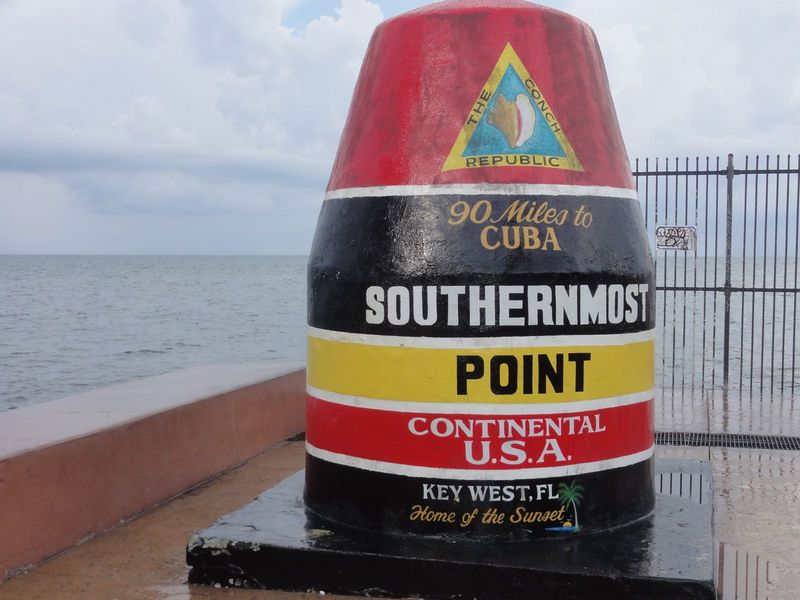 THE CONCH
REPUBLIC
90 Miles to
CUBA
SOUTHERNMOST
POINT
CONTINENTAL
U.S.A.
KEY WEST, FL
Home of the Sunset